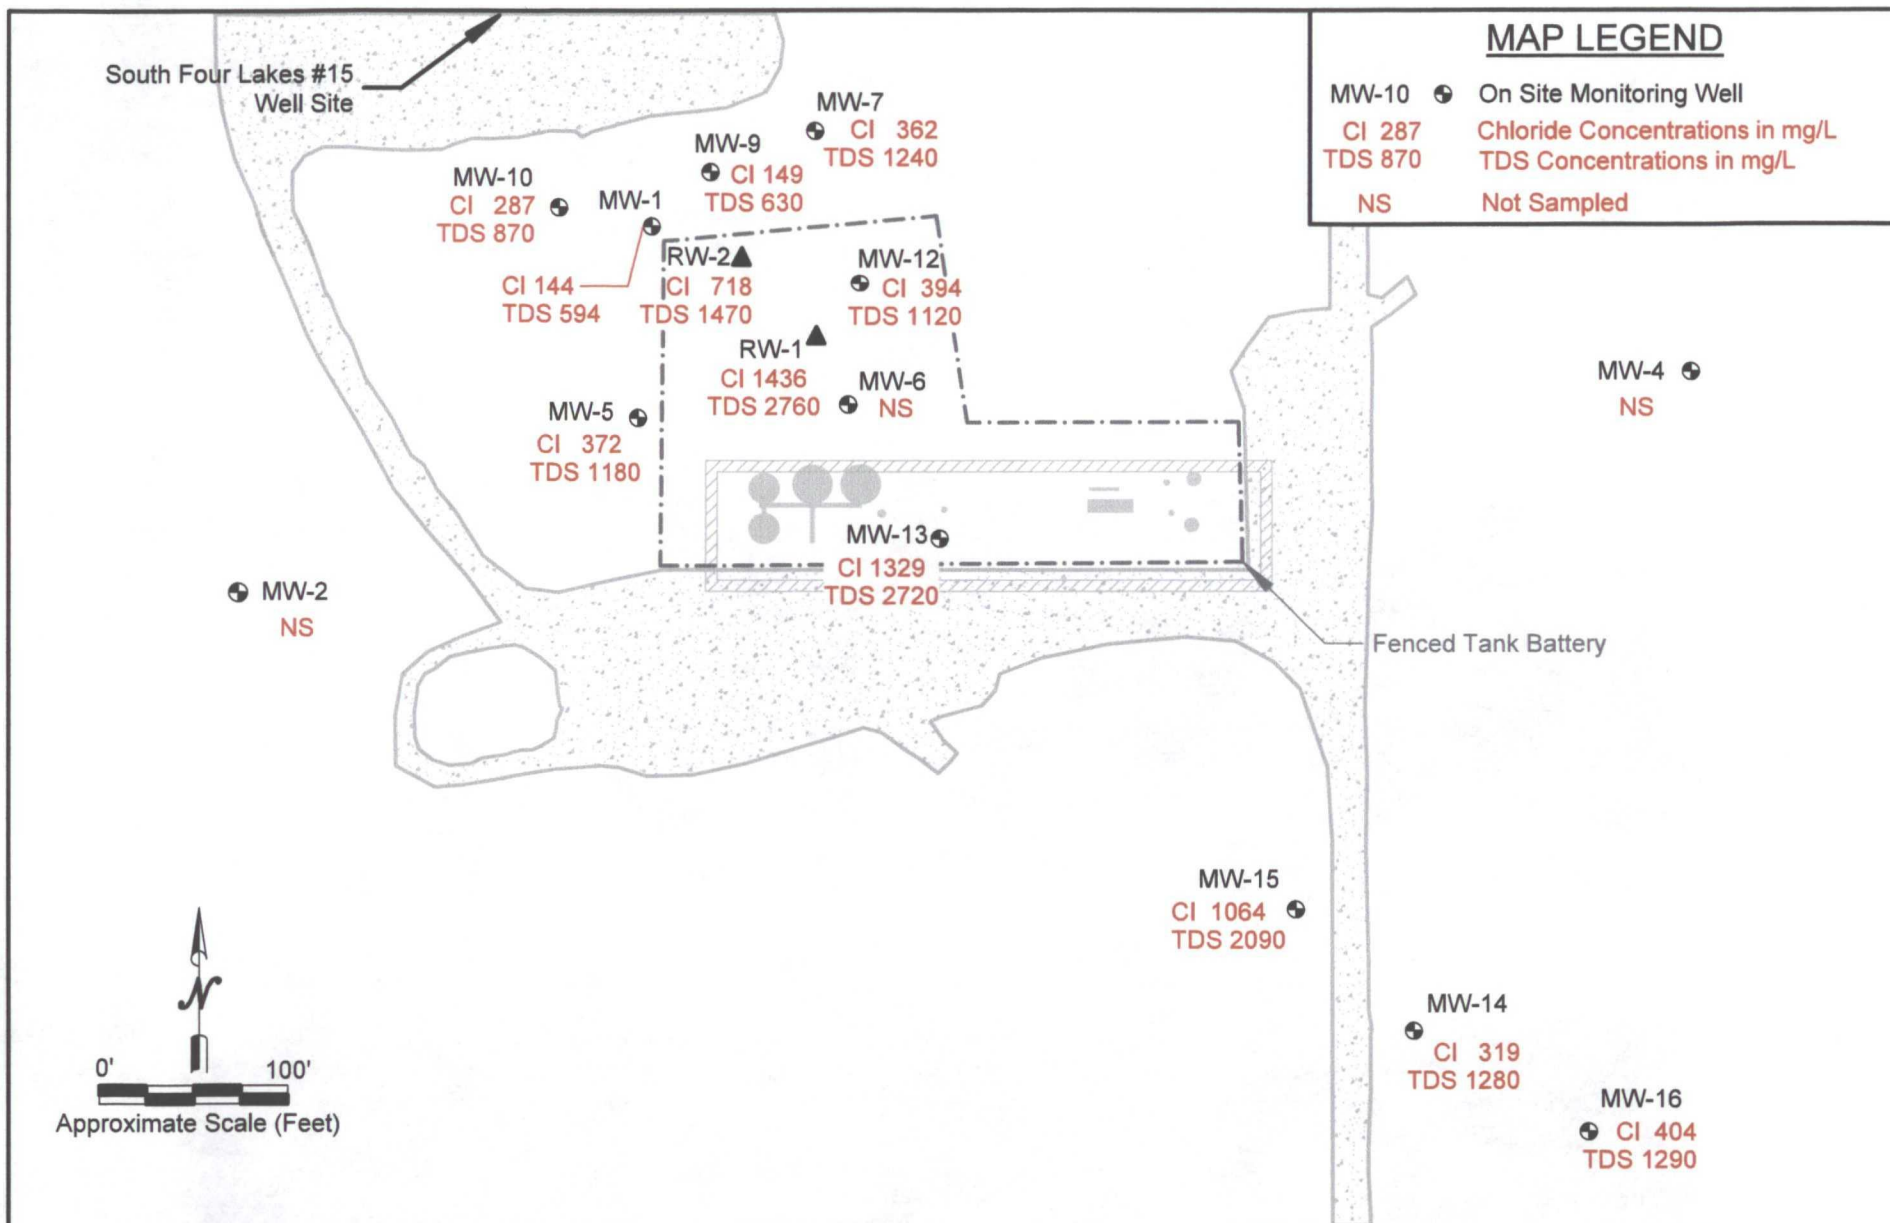 South Four Lakes #15
Well Site
MAP LEGEND
MW-10 On Site Monitoring Well
Cl 287 Chloride Concentrations in mg/L
TDS 870 TDS Concentrations in mg/L
NS Not Sampled
MW-7
Cl 362
TDS 1240
MW-9
Cl 149
TDS 630
MW-10
Cl 287
TDS 870
MW-1
Cl 144
TDS 594
RW-2
Cl 718
TDS 1470
MW-12
Cl 394
TDS 1120
RW-1
Cl 1436
TDS 2760
MW-6
NS
MW-4
NS
MW-5
Cl 372
TDS 1180
MW-13
Cl 1329
TDS 2720
MW-2
NS
Fenced Tank Battery
MW-15
Cl 1064
TDS 2090
MW-14
Cl 319
TDS 1280
MW-16
Cl 404
TDS 1290
N
0' 100'
Approximate Scale (Feet)